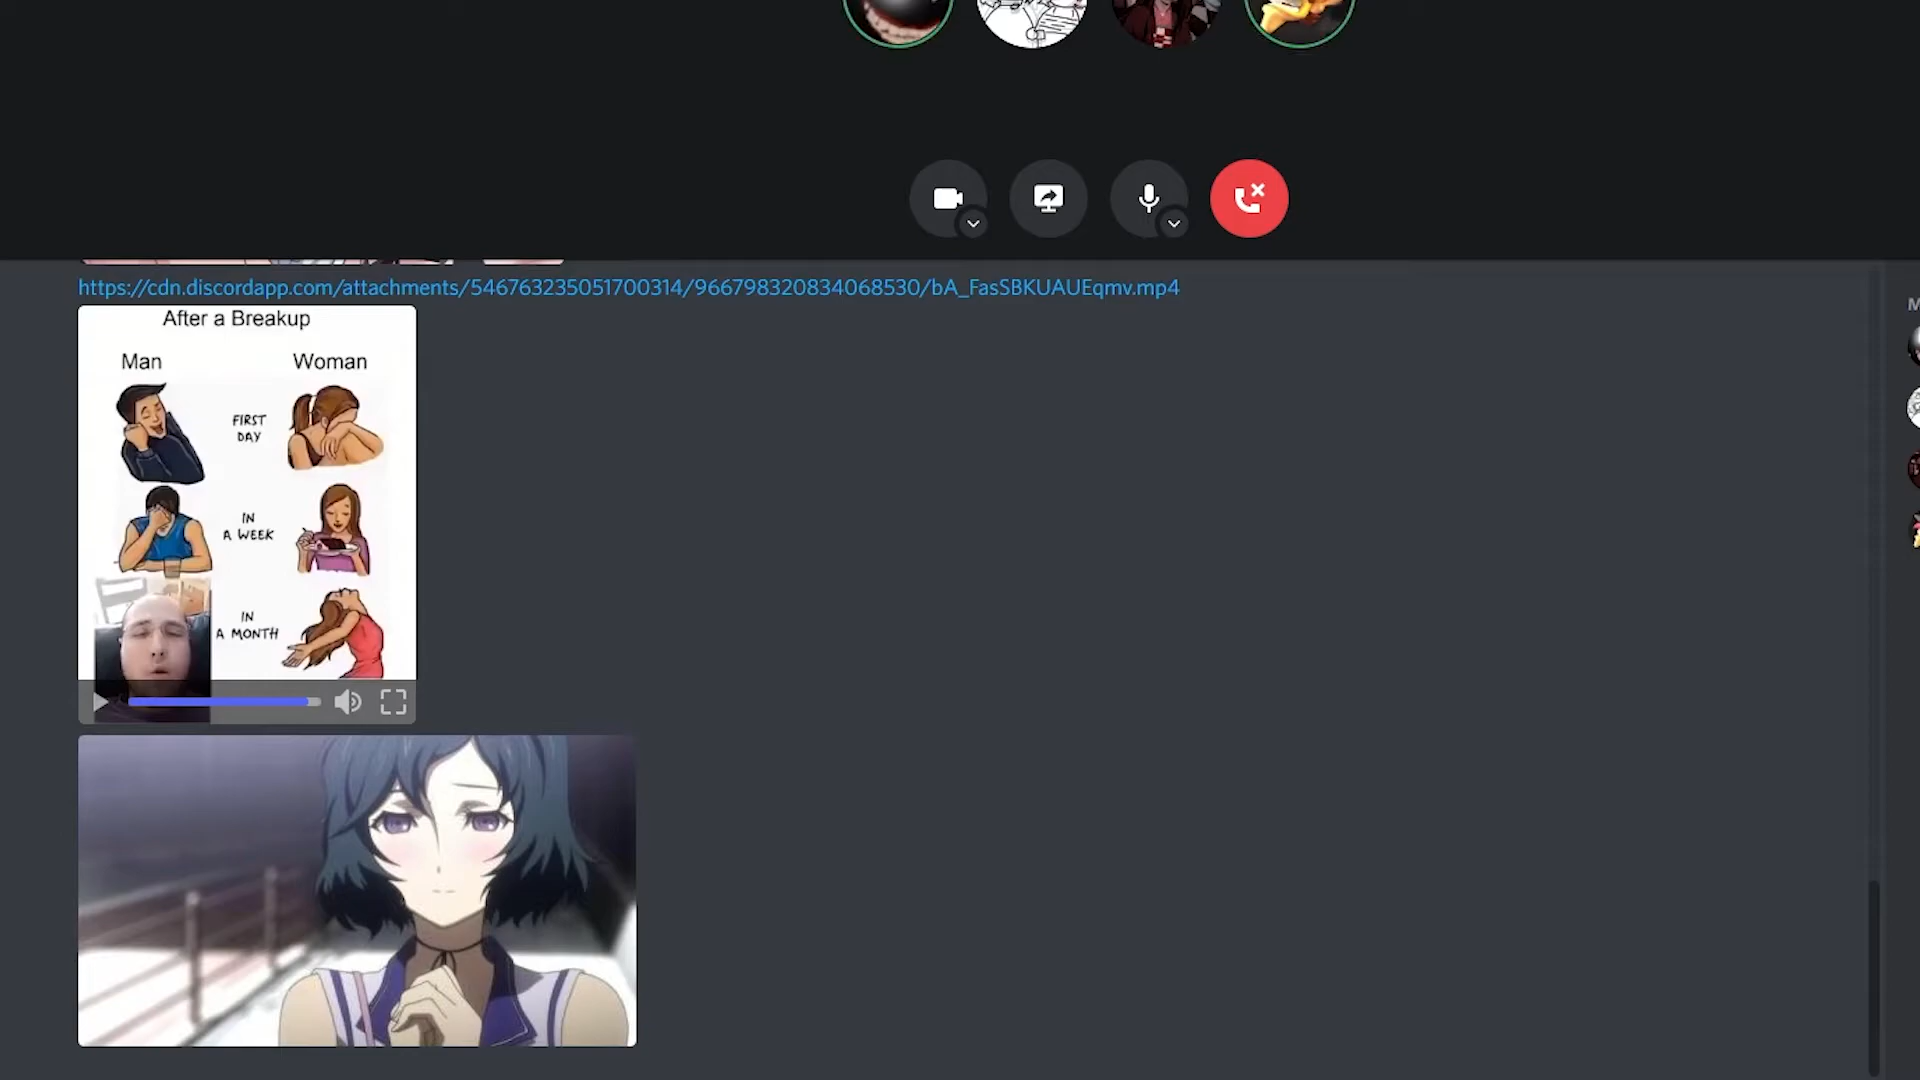 https://cdn.discordapp.com/attachments/546763235051700314/966798320834068530/bA_FasSBKUAUEqmv.mp4
After a Breakup
Man
Woman
FIRST
DAY
IN
A WEEK
IN
A MONTH
M